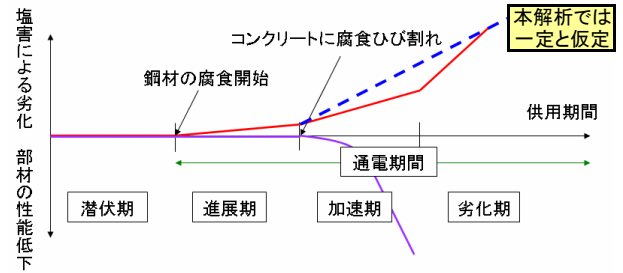 塩害による劣化
部材の性能低下
本解析では
一定と仮定
コンクリートに腐食ひび割れ
鋼材の腐食開始
供用期間
通電期間
潜伏期
進展期
加速期
劣化期